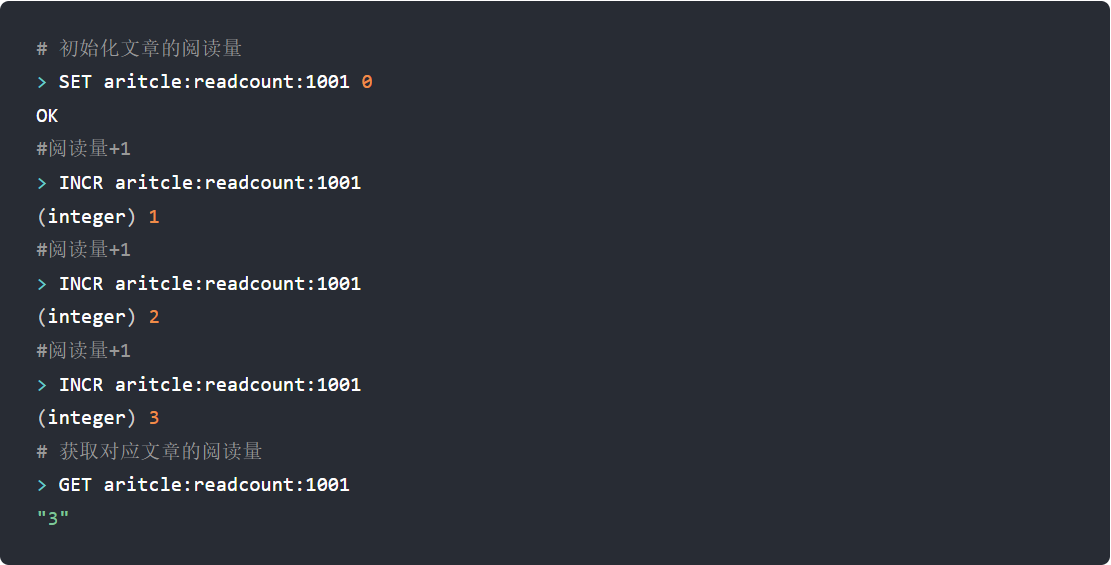 # 初始化文章的阅读量
> SET aritcle:readcount:1001 0
OK
#阅读量+1
> INCR aritcle:readcount:1001
(integer) 1
#阅读量+1
> INCR aritcle:readcount:1001
(integer) 2
#阅读量+1
> INCR aritcle:readcount:1001
(integer) 3
# 获取对应文章的阅读量
> GET aritcle:readcount:1001
"3"